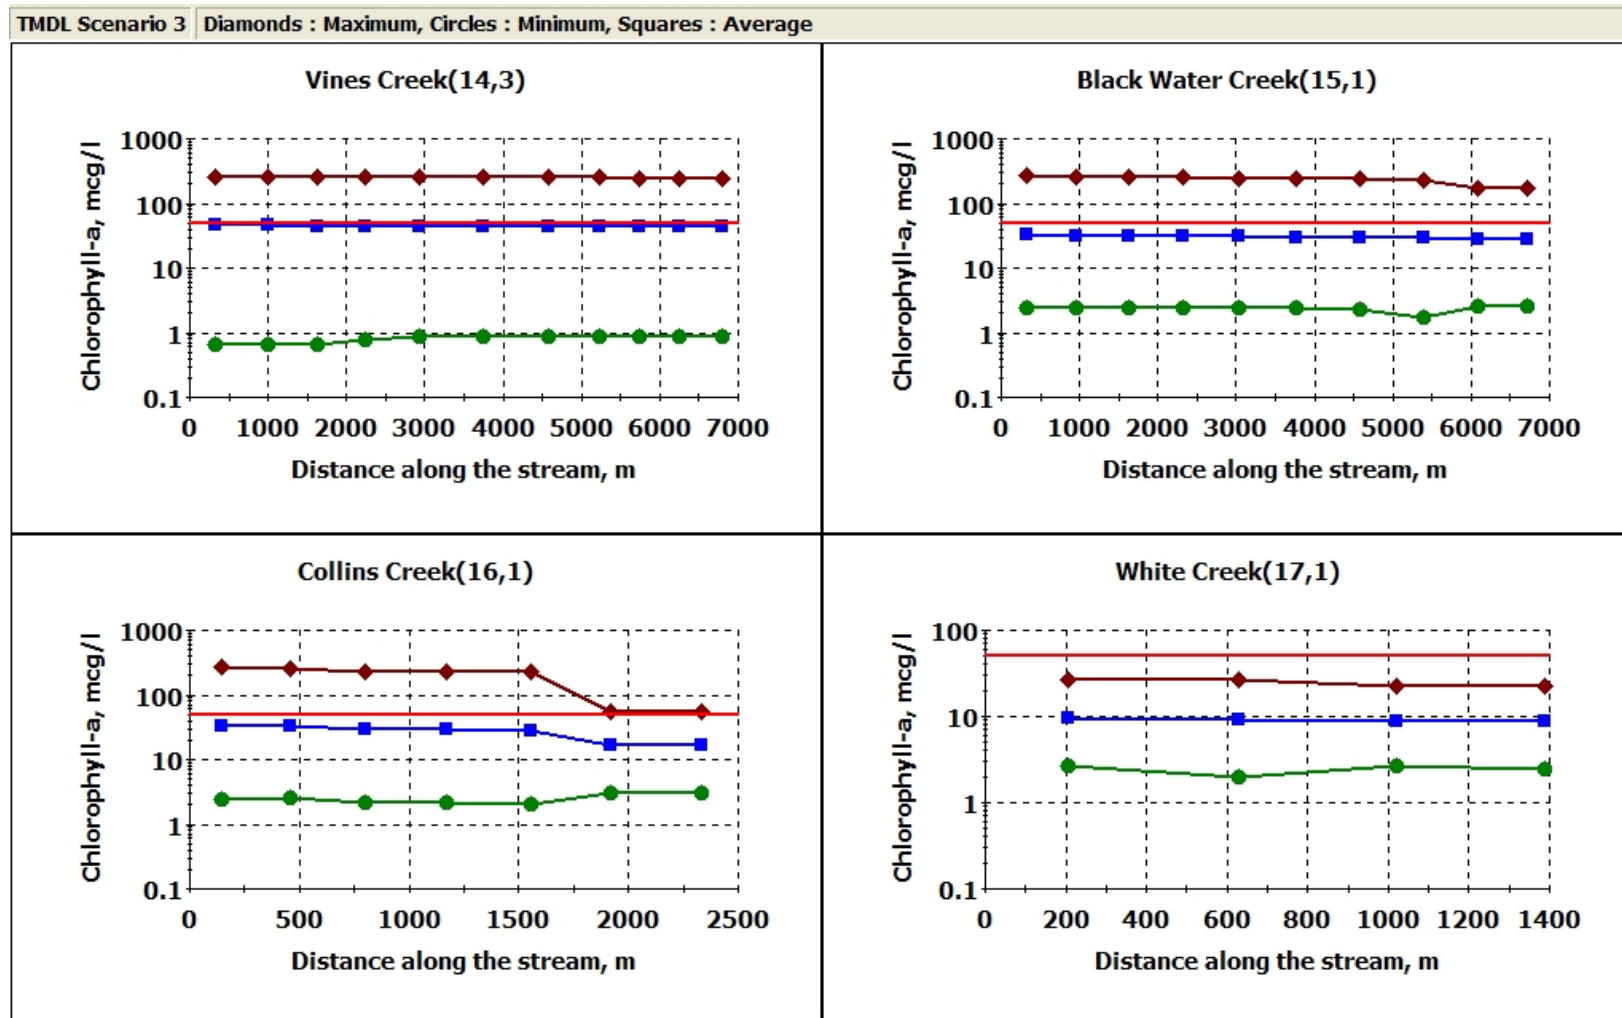 TMDL Scenario 3 Diamonds : Maximum, Circles : Minimum, Squares : Average
Vines Creek(14,3)
Chlorophyll-a, mcg/l
1000
100
10
1
0.1
0 1000 2000 3000 4000 5000 6000 7000
Distance along the stream, m
Black Water Creek(15,1)
Chlorophyll-a, mcg/l
1000
100
10
1
0.1
0 1000 2000 3000 4000 5000 6000 7000
Distance along the stream, m
Collins Creek(16,1)
Chlorophyll-a, mcg/l
1000
100
10
1
0.1
0 500 1000 1500 2000 2500
Distance along the stream, m
White Creek(17,1)
Chlorophyll-a, mcg/l
100
10
1
0.1
0 200 400 600 800 1000 1200 1400
Distance along the stream, m